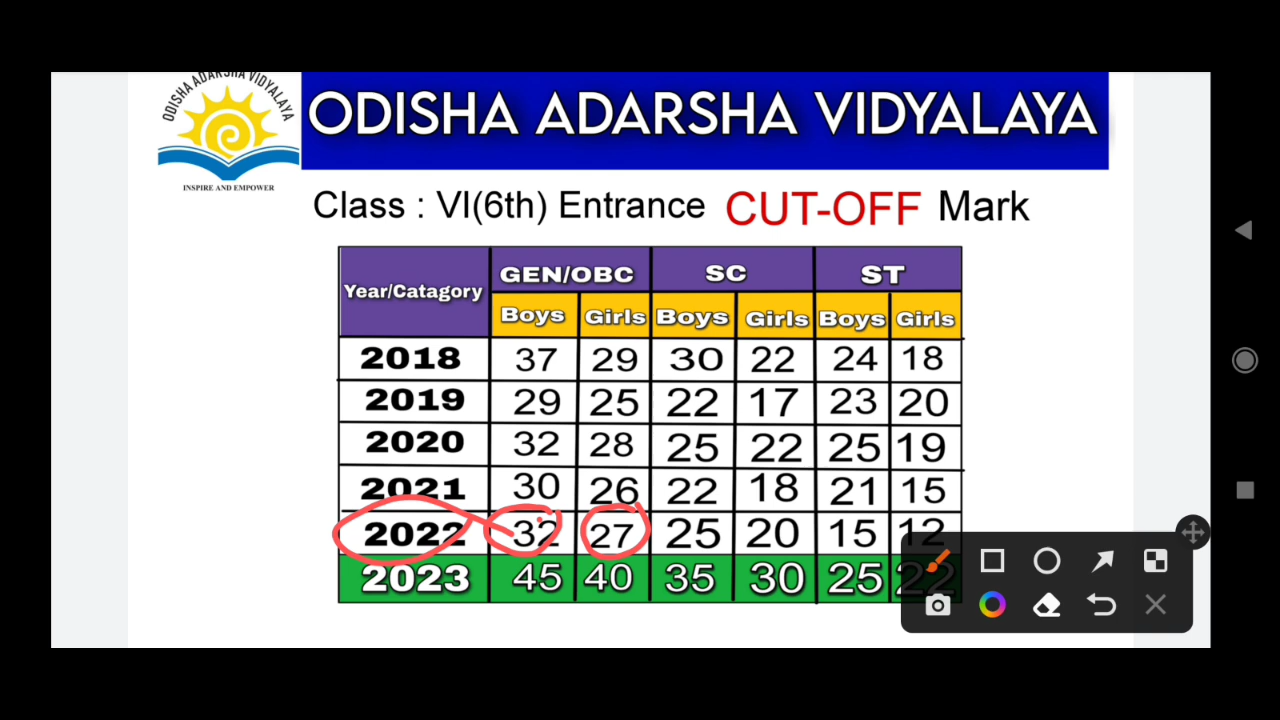 ODISHA ADARSHA VIDYALAYA
INSPIRE AND EMPOWER
ODISHA ADARSHA VIDYALAYA
Class : VI(6th) Entrance CUT-OFF Mark
Year/Catagory GEN/OBC SC ST
Boys Girls Boys Girls Boys Girls
2018 37 29 30 22 24 18
2019 29 25 22 17 23 20
2020 32 28 25 22 25 19
2021 30 26 22 18 21 15
2022 32 27 25 20 15 12
2023 45 40 35 30 25 22